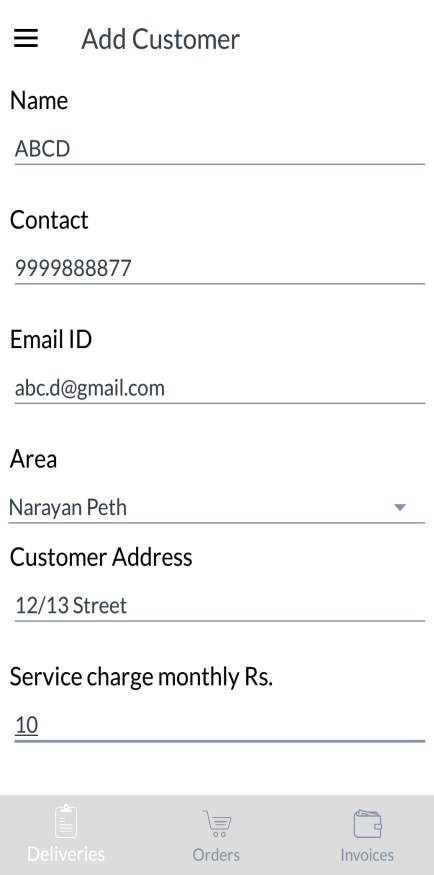 Add Customer
Name
ABCD
Contact
9999888877
Email ID
abc.d@gmail.com
Area
Narayan Peth
Customer Address
12/13 Street
Service charge monthly Rs.
10
Deliveries Orders Invoices